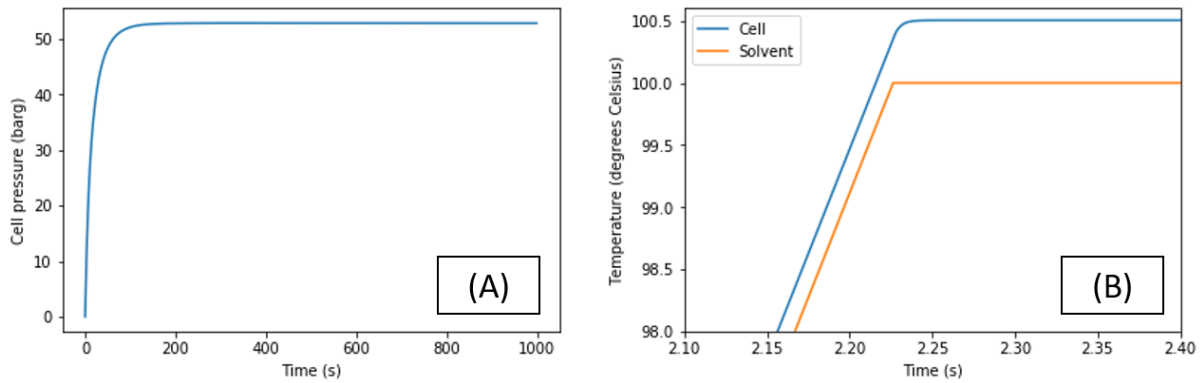 50
40
30
20
10
0
Cell pressure (barg)
0 200 400 600 800 1000
Time (s)
(A)
100.5
100.0
99.5
99.0
98.5
98.0
Temperature (degrees Celsius)
Cell
Solvent
2.10 2.15 2.20 2.25 2.30 2.35 2.40
Time (s)
(B)